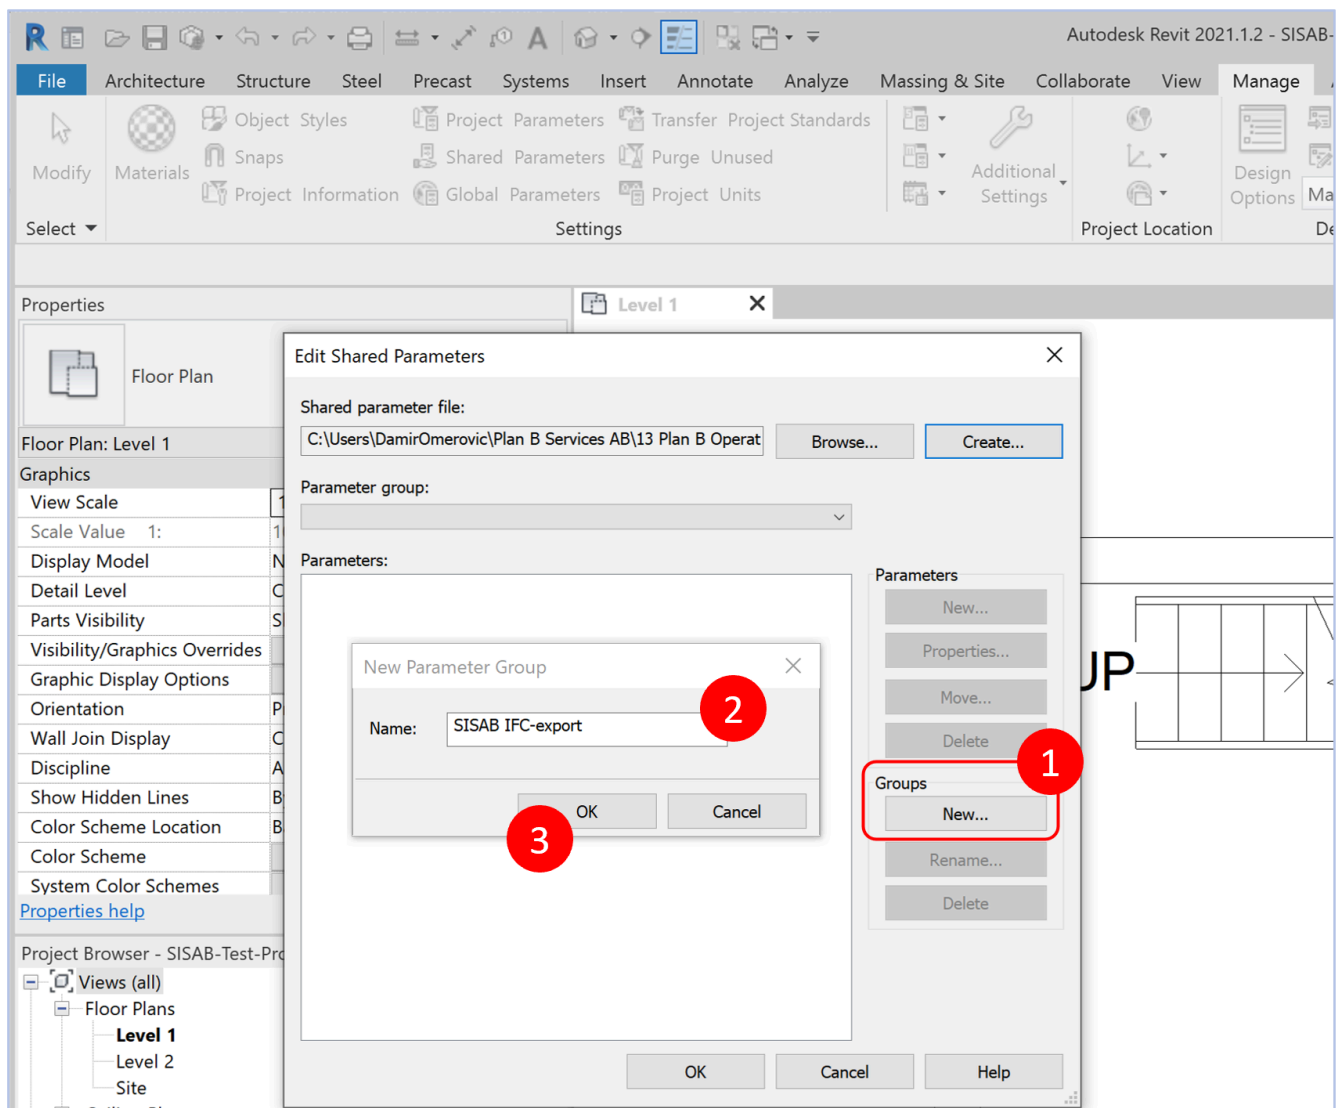 Autodesk Revit 2021.1.2 - SISAB-
File Architecture Structure Steel Precast Systems Insert Annotate Analyze Massing & Site Collaborate View Manage
Modify
Materials
Object Styles
Snaps
Project Information
Project Parameters
Shared Parameters
Global Parameters
Transfer Project Standards
Purge Unused
Project Units
Additional
Settings
Design
Options
Ma
Select
Settings
Project Location
De
Properties
Level 1
Floor Plan
Floor Plan: Level 1
Graphics
View Scale
1
Scale Value 1:
1
Display Model
N
Detail Level
C
Parts Visibility
S
Visibility/Graphics Overrides
Graphic Display Options
Orientation
P
Wall Join Display
C
Discipline
A
Show Hidden Lines
B
Color Scheme Location
B
Color Scheme
System Color Schemes
Properties help
Project Browser - SISAB-Test-Pro
Views (all)
Floor Plans
Level 1
Level 2
Site
Edit Shared Parameters
Shared parameter file:
C:\Users\DamirOmerovic\Plan B Services AB\13 Plan B Operat
Browse...
Create...
Parameter group:
Parameters:
Parameters
New...
Properties...
Move...
Delete
1
Groups
New...
Rename...
Delete
New Parameter Group
2
Name:
SISAB IFC-export
OK
Cancel
3
OK
Cancel
Help
UP